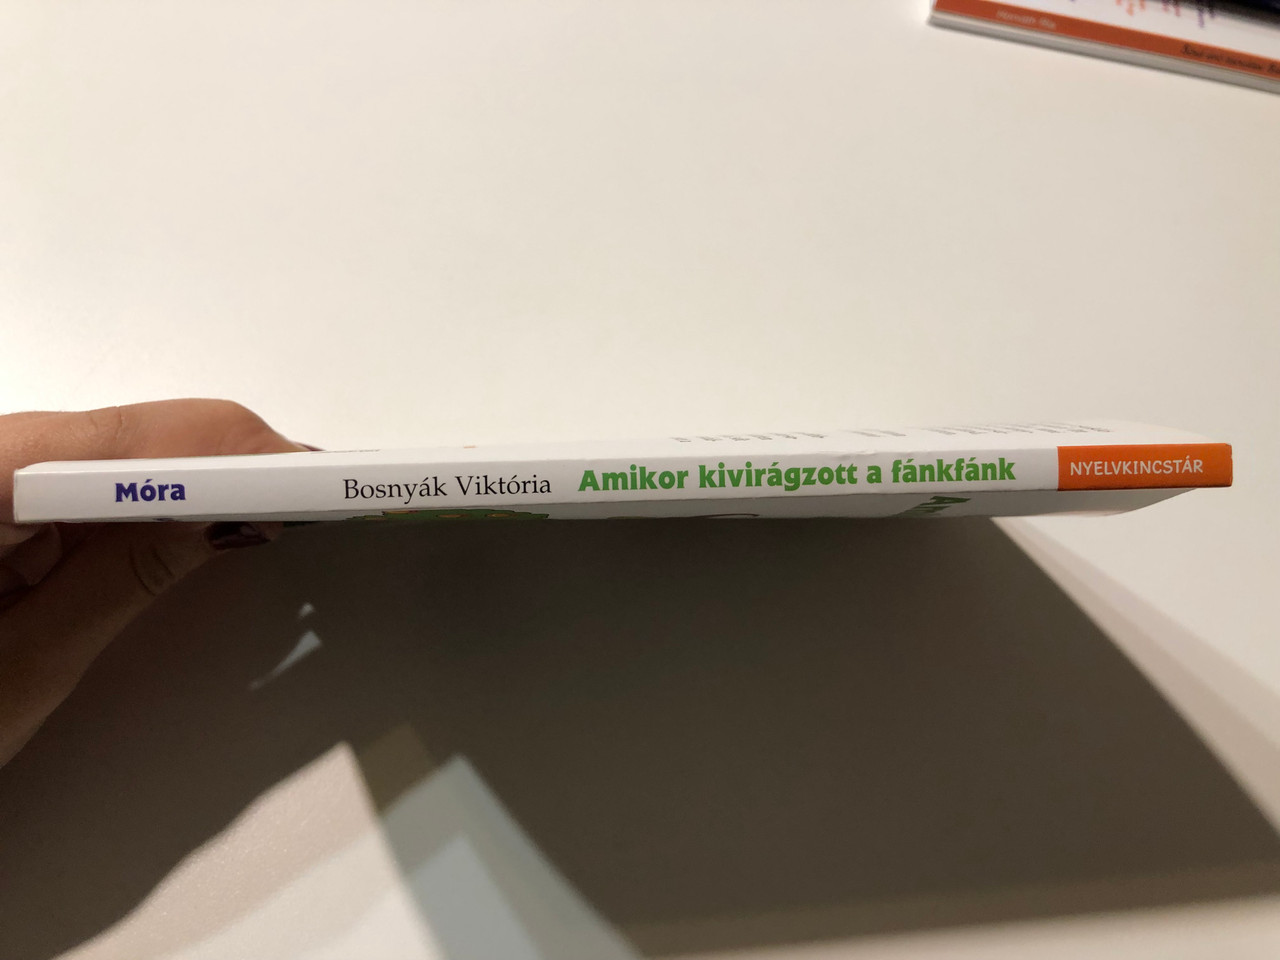 Móra Bosnyák Viktória Amikor kivirágzott a fánkfánk NYELVKINCSTÁR